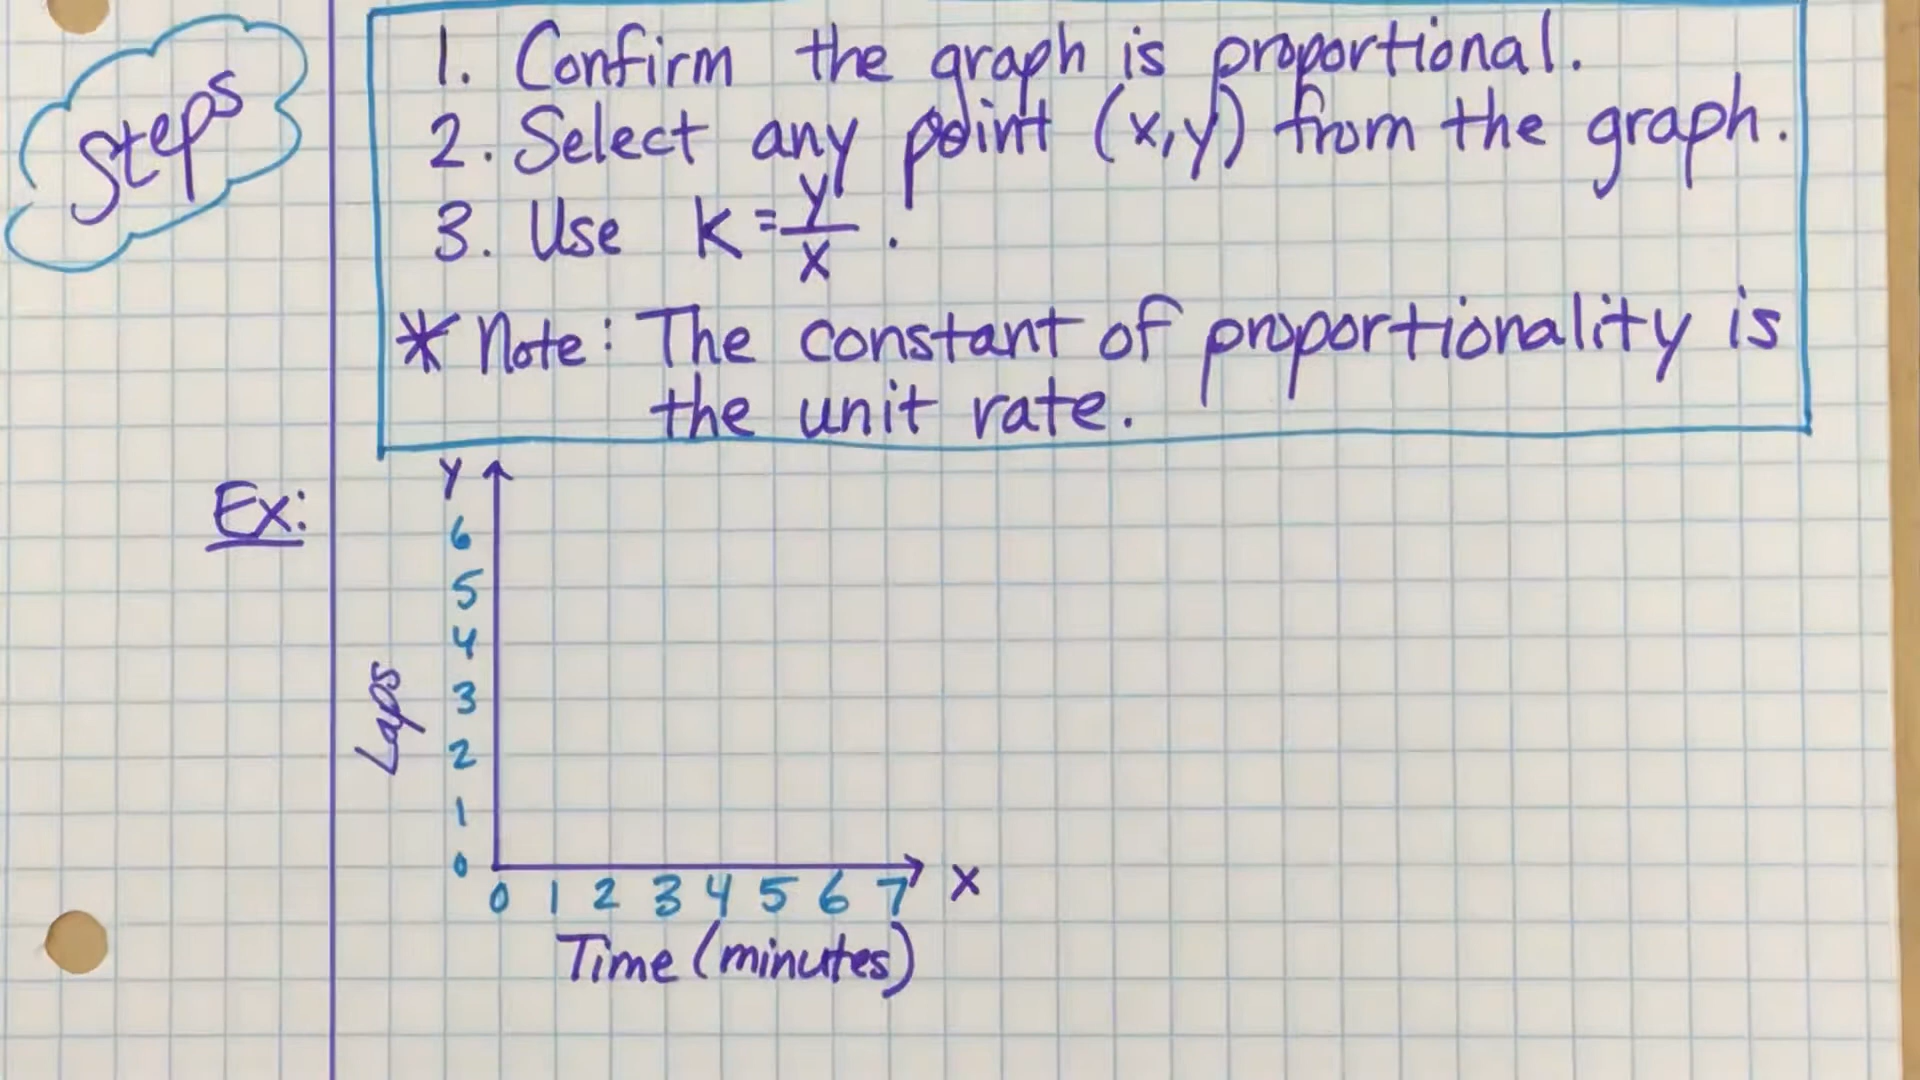 Steps
1. Confirm the graph is proportional.
2. Select any point (x,y) from the graph.
3. Use k = y/x .
* Note: The constant of proportionality is
the unit rate.
Ex:
y
6
5
4
3
2
1
0
Laps
0 1 2 3 4 5 6 7 x
Time (minutes)